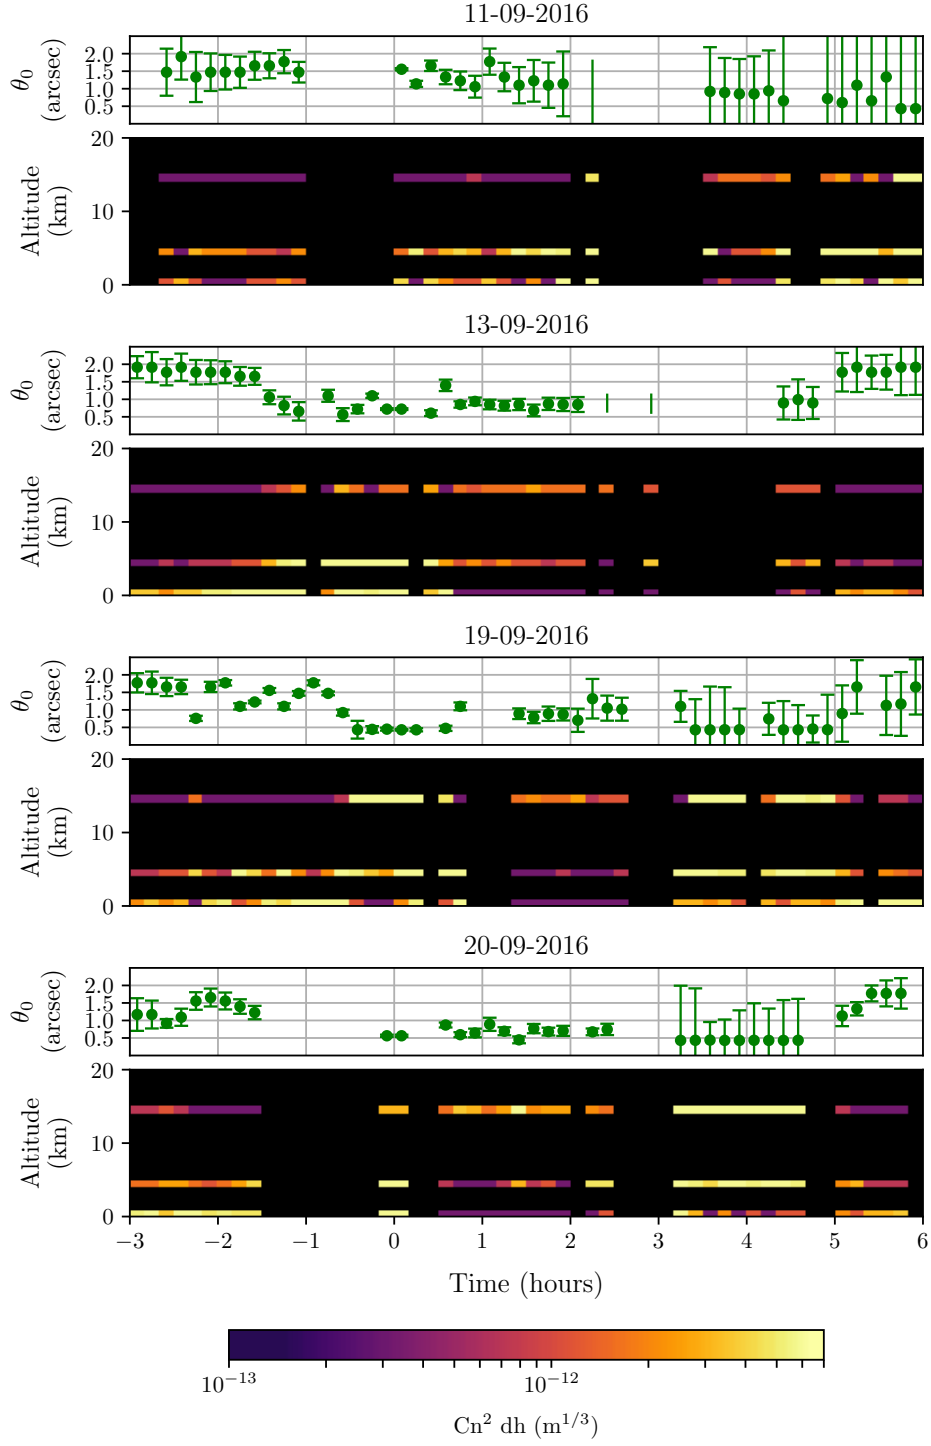 11-09-2016
θ₀
(arcsec)
2.0
1.5
1.0
0.5
Altitude
(km)
20
10
0
13-09-2016
θ₀
(arcsec)
2.0
1.5
1.0
0.5
Altitude
(km)
20
10
0
19-09-2016
θ₀
(arcsec)
2.0
1.5
1.0
0.5
Altitude
(km)
20
10
0
20-09-2016
θ₀
(arcsec)
2.0
1.5
1.0
0.5
Altitude
(km)
20
10
0
−3 −2 −1 0 1 2 3 4 5 6
Time (hours)
10⁻¹³ 10⁻¹²
Cn² dh (m^{1/3})